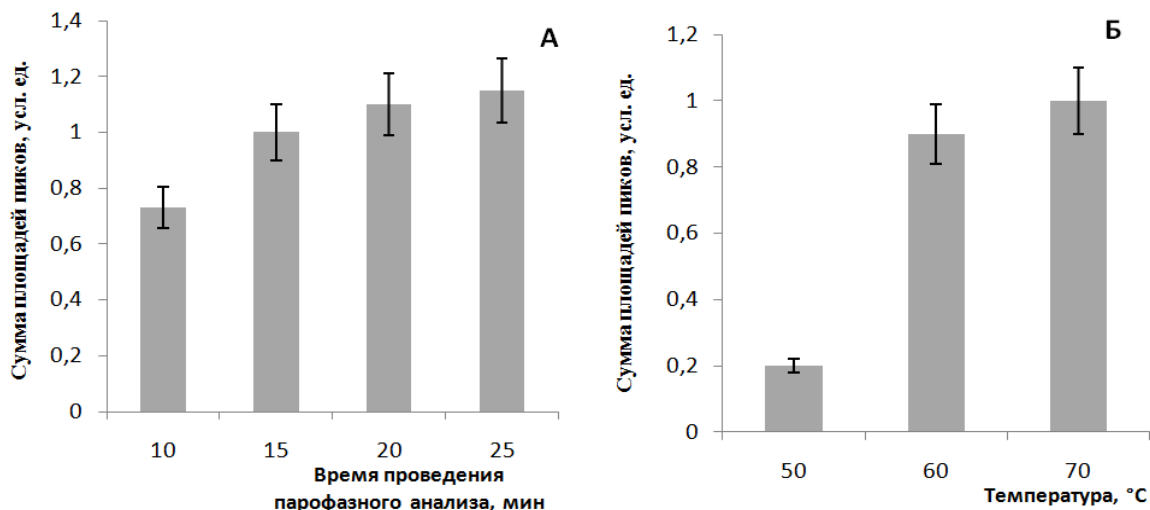 А
Сумма площадей пиков, усл. ед.
1,4
1,2
1
0,8
0,6
0,4
0,2
0
10 15 20 25
Время проведения
парофазного анализа, мин
Б
Сумма площадей пиков, усл. ед.
1,2
1
0,8
0,6
0,4
0,2
0
50 60 70
Температура, °С